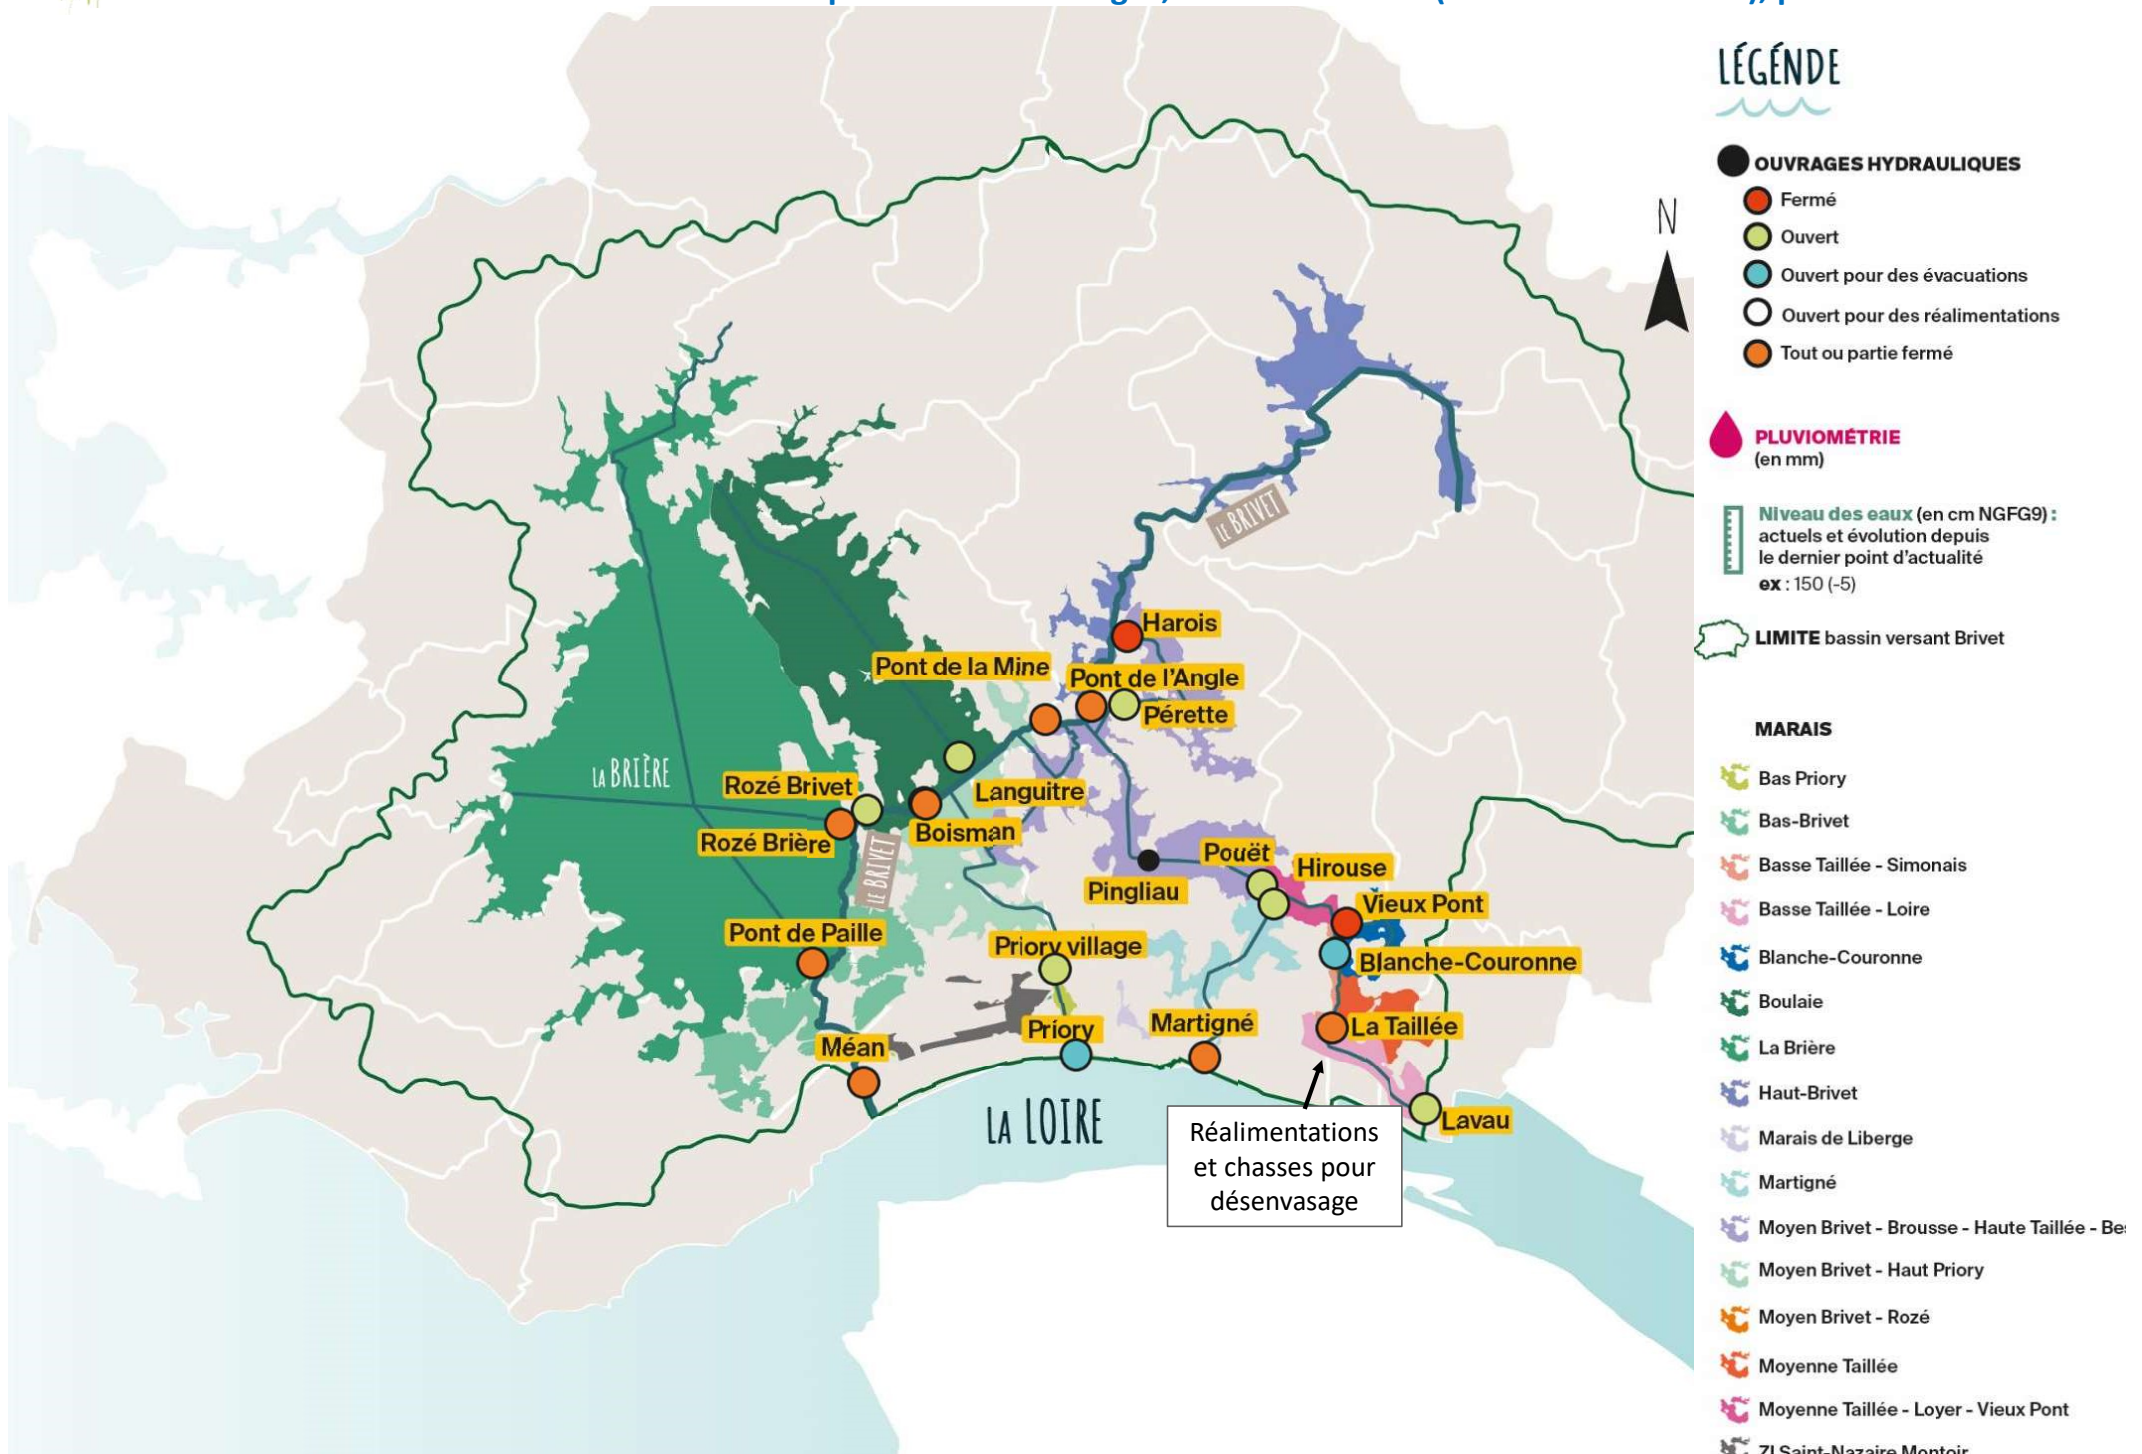 LÉGÉNDE
OUVRAGES HYDRAULIQUES
Fermé
Ouvert
Ouvert pour des évacuations
Ouvert pour des réalimentations
Tout ou partie fermé
PLUVIOMÉTRIE
(en mm)
Niveau des eaux (en cm NGFG9) :
actuels et évolution depuis
le dernier point d'actualité
ex : 150 (-5)
LIMITE bassin versant Brivet
MARAIS
Bas Priory
Bas-Brivet
Basse Taillée - Simonais
Basse Taillée - Loire
Blanche-Couronne
Boulaie
La Brière
Haut-Brivet
Marais de Liberge
Martigné
Moyen Brivet - Brousse - Haute Taillée - Be
Moyen Brivet - Haut Priory
Moyen Brivet - Rozé
Moyenne Taillée
Moyenne Taillée - Loyer - Vieux Pont
ZI Saint-Nazaire Montoir
N
LE BRIVET
Harois
Pont de la Mine
Pont de l'Angle
Pérette
LA BRIÈRE
Rozé Brivet
Languitre
Rozé Brière
Boisman
LE BRIVET
Pouët
Hirouse
Pingliau
Vieux Pont
Pont de Paille
Priory village
Blanche-Couronne
Priory
Martigné
La Taillée
Méan
LA LOIRE
Lavau
Réalimentations
et chasses pour
désenvasage